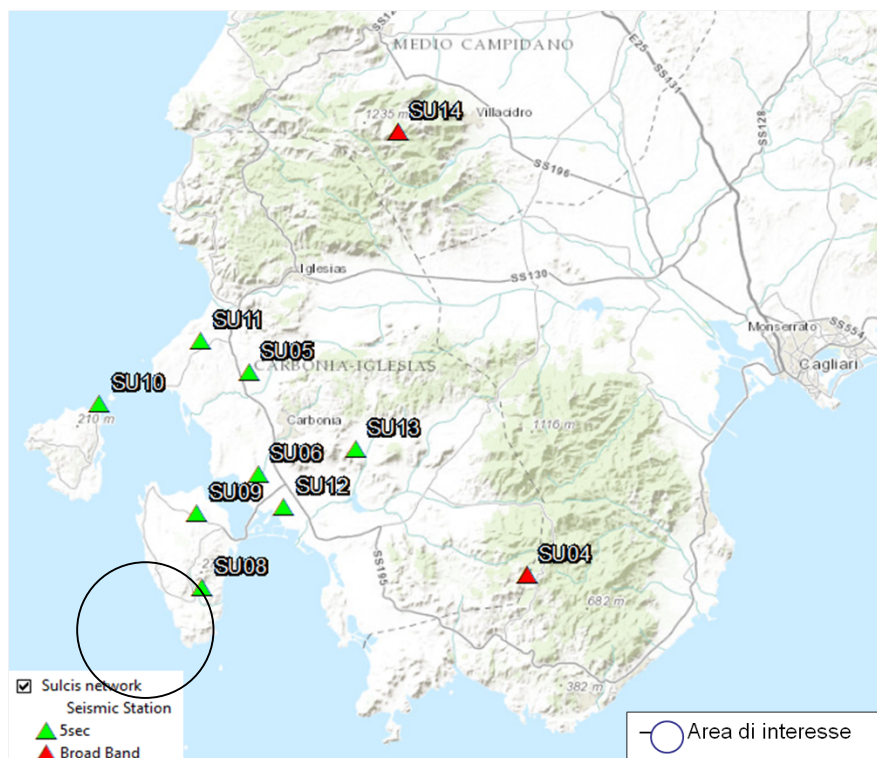 SS12
MEDIO CAMPIDANO
E25
SS131
1235 m
SU14
Villacidro
SS128
SS196
Iglesias
SS130
SU11
Monserrato
SS554
SU05
CARBONIA-IGLESIAS
Cagliari
SU10
210 m
Carbonia
SU13
1116 m
SU06
SU12
SU09
SU04
SS195
SU08
682 m
382 m
Sulcis network
Seismic Station
5sec
Broad Band
Area di interesse